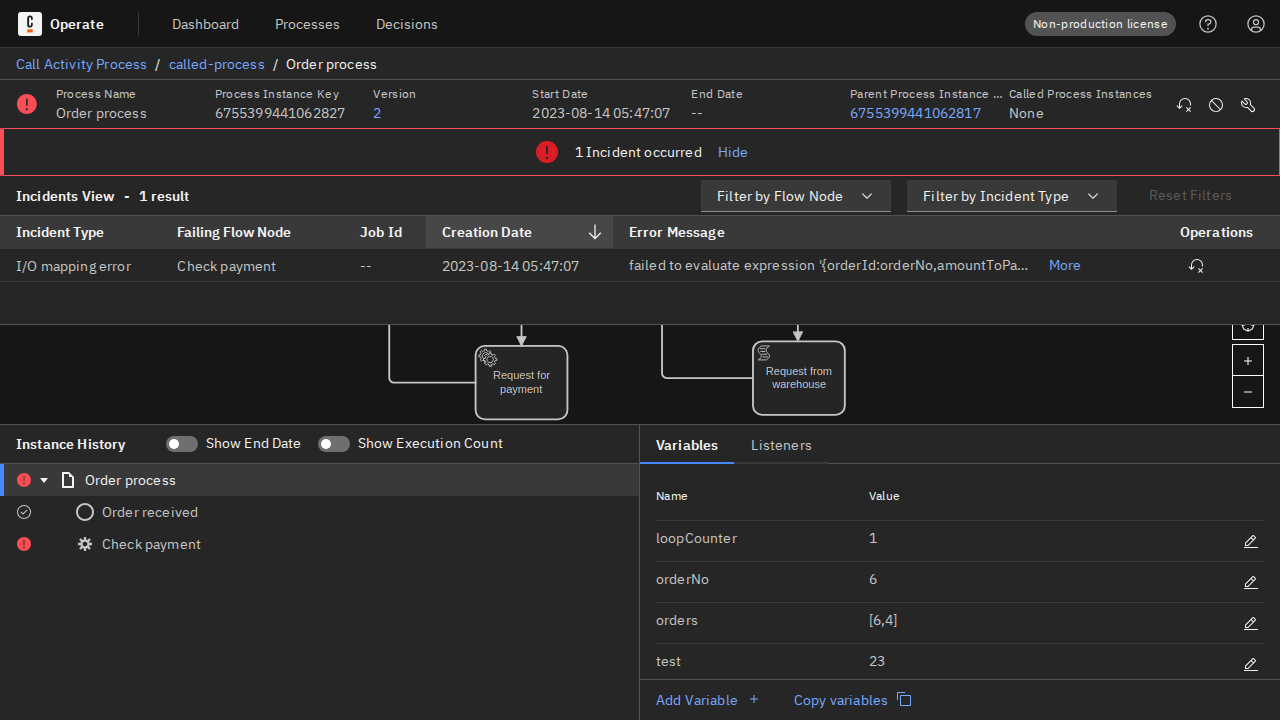 Operate
Dashboard
Processes
Decisions
Non-production license
Call Activity Process / called-process / Order process
Process Name
Process Instance Key
Version
Start Date
End Date
Parent Process Instance ...
Called Process Instances
Order process
6755399441062827
2
2023-08-14 05:47:07
--
6755399441062817
None
1 Incident occurred
Hide
Incidents View - 1 result
Filter by Flow Node
Filter by Incident Type
Reset Filters
Incident Type
Failing Flow Node
Job Id
Creation Date
Error Message
Operations
I/O mapping error
Check payment
--
2023-08-14 05:47:07
failed to evaluate expression '{orderId:orderNo,amountToPa...
More
Request for
payment
Request from
warehouse
Instance History
Show End Date
Show Execution Count
Order process
Order received
Check payment
Variables
Listeners
Name
Value
loopCounter
1
orderNo
6
orders
[6,4]
test
23
Add Variable +
Copy variables